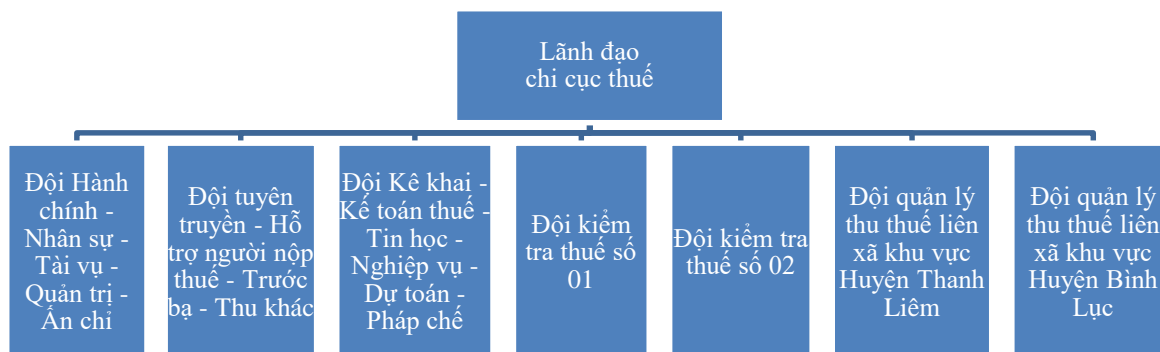 Lãnh đạo
chi cục thuế
Đội Hành
chính -
Nhân sự -
Tài vụ -
Quản trị -
Ấn chỉ
Đội tuyên
truyền - Hỗ
trợ người nộp
thuế - Trước
bạ - Thu khác
Đội Kê khai -
Kế toán thuế -
Tin học -
Nghiệp vụ -
Dự toán -
Pháp chế
Đội kiểm
tra thuế số
01
Đội kiểm tra
thuế số 02
Đội quản lý
thu thuế liên
xã khu vực
Huyện Thanh
Liêm
Đội quản lý
thu thuế liên
xã khu vực
Huyện Bình
Lục